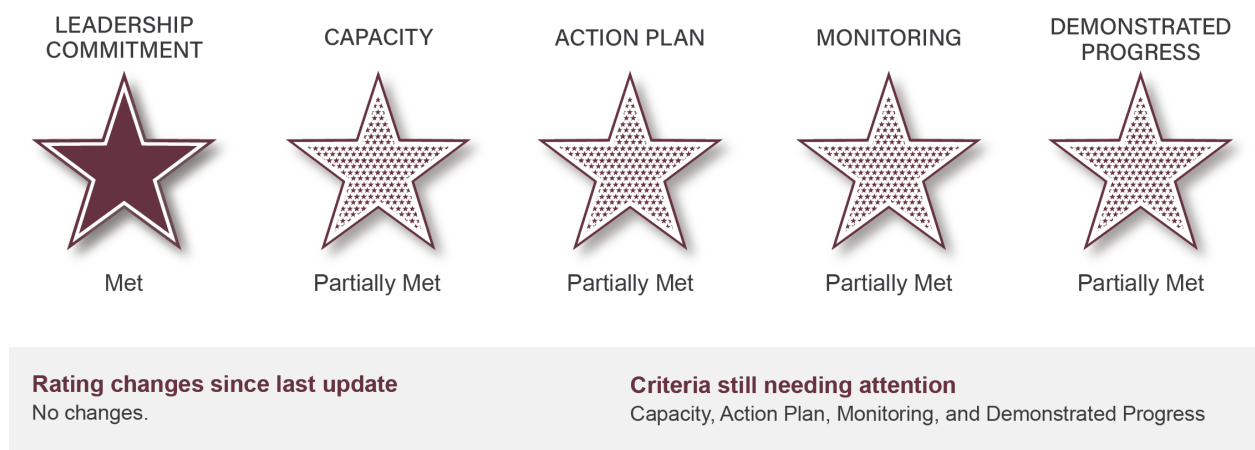 LEADERSHIP
COMMITMENT
CAPACITY
ACTION PLAN
MONITORING
DEMONSTRATED
PROGRESS
Met
Partially Met
Partially Met
Partially Met
Partially Met
Rating changes since last update
No changes.
Criteria still needing attention
Capacity, Action Plan, Monitoring, and Demonstrated Progress